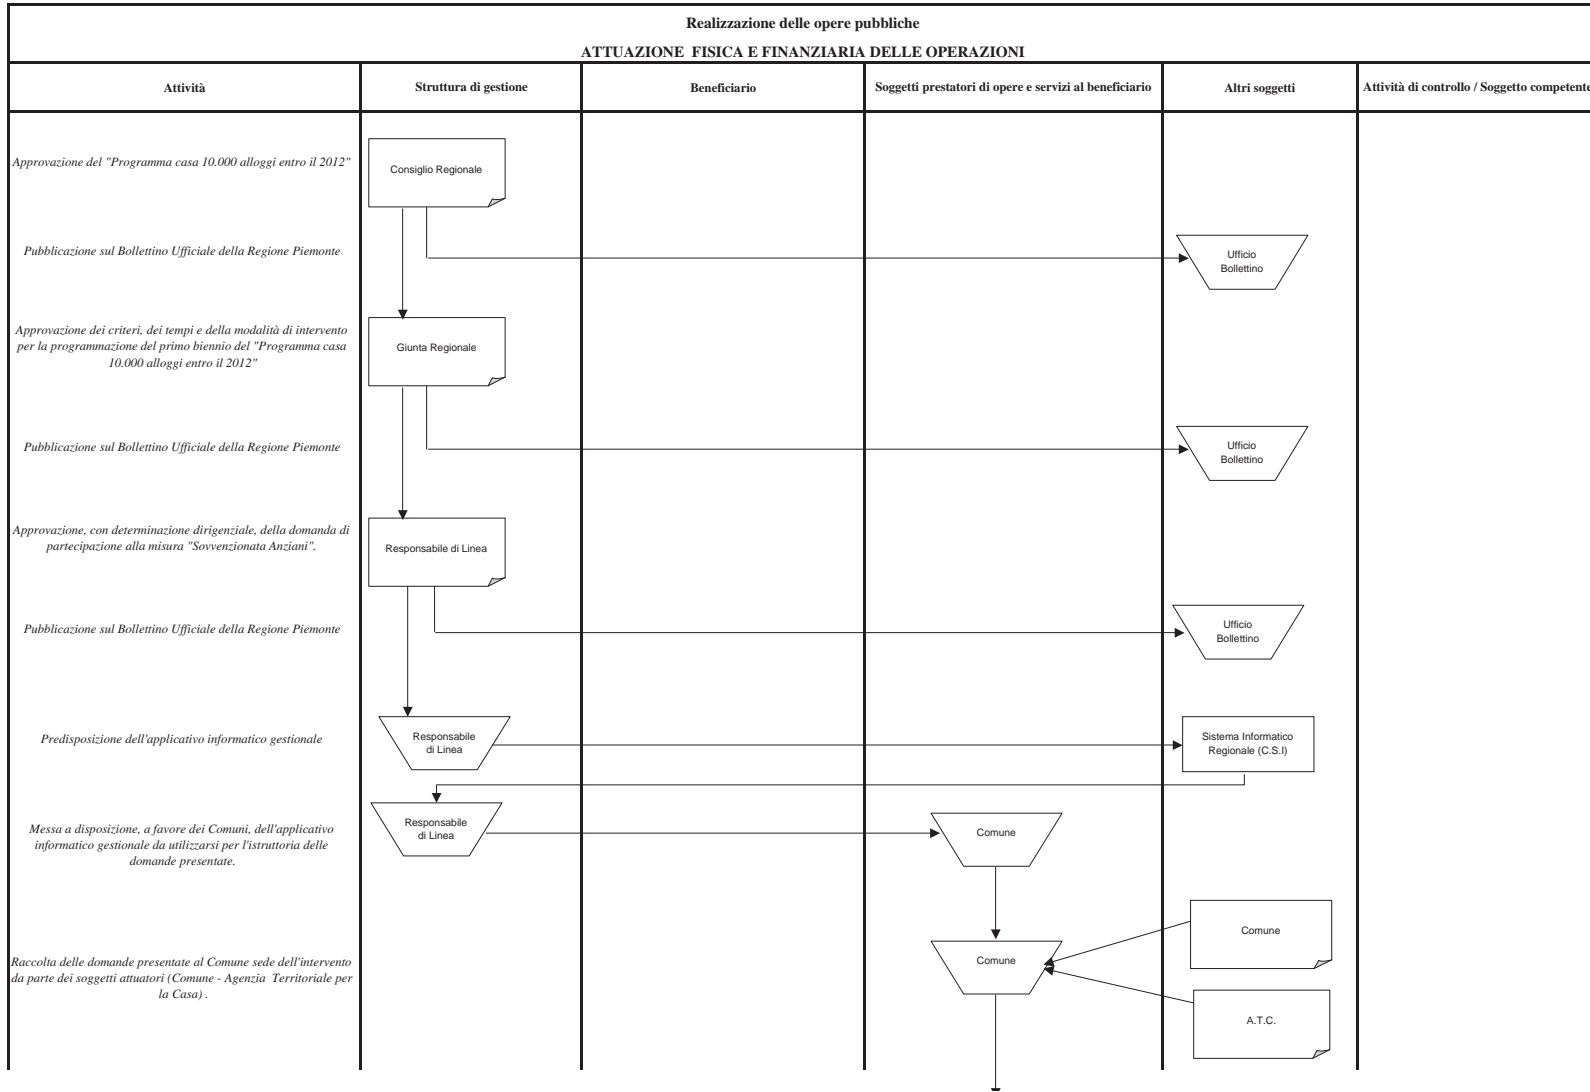 Realizzazione delle opere pubbliche
ATTUAZIONE FISICA E FINANZIARIA DELLE OPERAZIONI
Attività
Struttura di gestione
Beneficiario
Soggetti prestatori di opere e servizi al beneficiario
Altri soggetti
Attività di controllo / Soggetto competente
Approvazione del "Programma casa 10.000 alloggi entro il 2012"
Consiglio Regionale
Pubblicazione sul Bollettino Ufficiale della Regione Piemonte
Ufficio
Bollettino
Approvazione dei criteri, dei tempi e della modalità di intervento
per la programmazione del primo biennio del "Programma casa
10.000 alloggi entro il 2012"
Giunta Regionale
Pubblicazione sul Bollettino Ufficiale della Regione Piemonte
Ufficio
Bollettino
Approvazione, con determinazione dirigenziale, della domanda di
partecipazione alla misura "Sovvenzionata Anziani".
Responsabile di Linea
Pubblicazione sul Bollettino Ufficiale della Regione Piemonte
Ufficio
Bollettino
Predisposizione dell'applicativo informatico gestionale
Responsabile
di Linea
Sistema Informatico
Regionale (C.S.I)
Messa a disposizione, a favore dei Comuni, dell'applicativo
informatico gestionale da utilizzarsi per l'istruttoria delle
domande presentate.
Responsabile
di Linea
Comune
Raccolta delle domande presentate al Comune sede dell'intervento
da parte dei soggetti attuatori (Comune - Agenzia Territoriale per
la Casa) .
Comune
Comune
A.T.C.